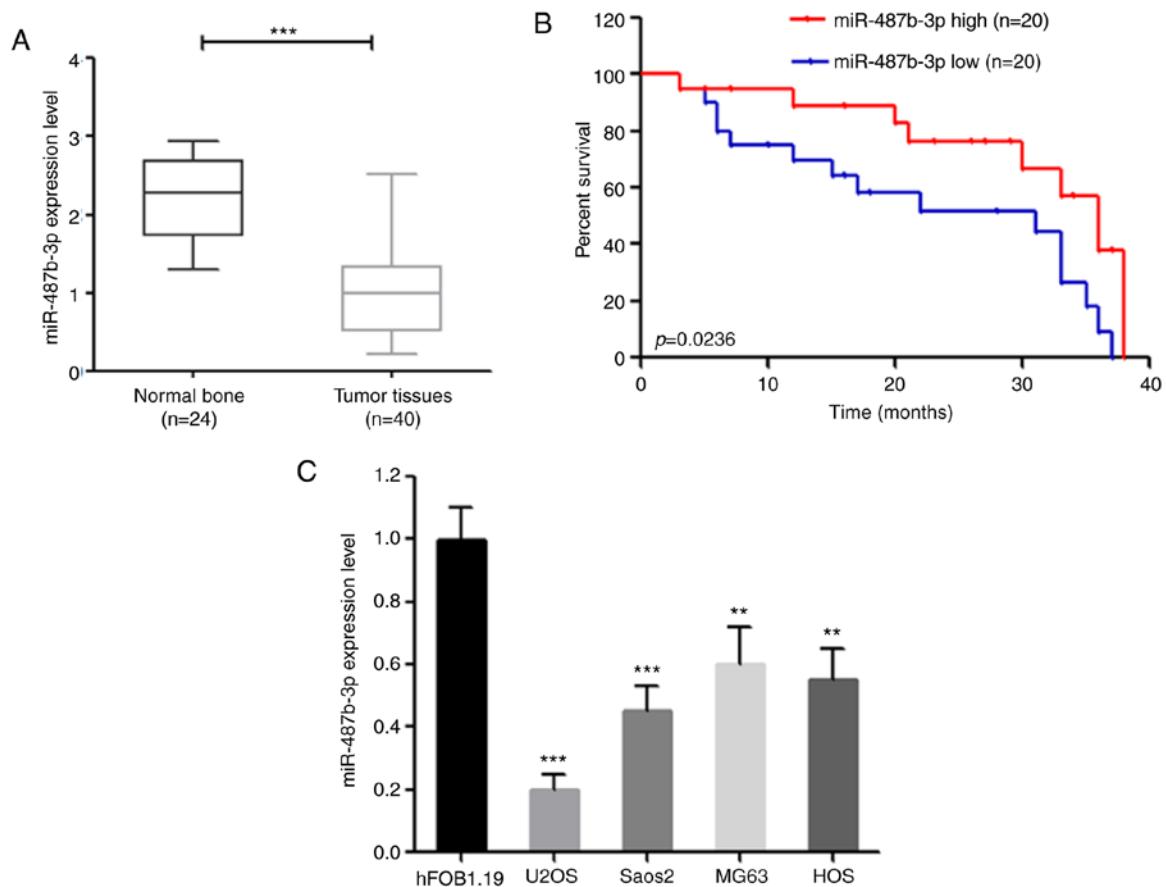 A
***
4
3
2
1
0
miR-487b-3p expression level
Normal bone
(n=24)
Tumor tissues
(n=40)
B
miR-487b-3p high (n=20)
miR-487b-3p low (n=20)
120
100
80
60
40
20
0
Percent survival
p=0.0236
0 10 20 30 40
Time (months)
C
1.2
1.0
0.8
0.6
0.4
0.2
0.0
miR-487b-3p expression level
***
***
**
**
hFOB1.19 U2OS Saos2 MG63 HOS